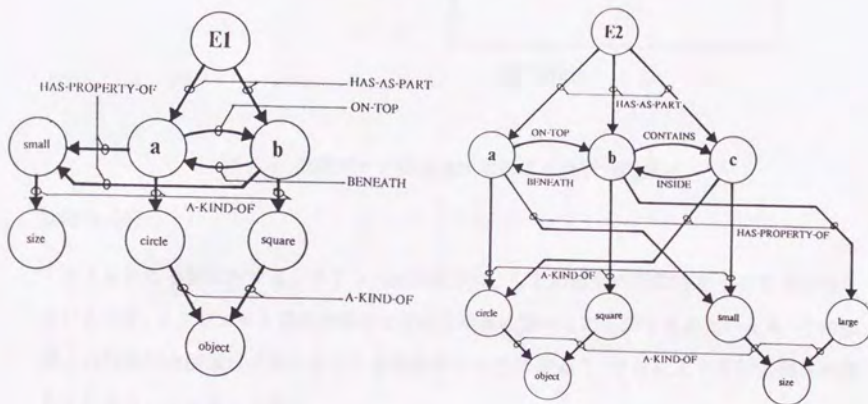 E1
HAS-AS-PART
HAS-PROPERTY-OF
ON-TOP
small
a
b
BENEATH
A-KIND-OF
size
circle
square
A-KIND-OF
object
E2
HAS-AS-PART
ON-TOP
CONTAINS
a
b
c
BENEATH
INSIDE
HAS-PROPERTY-OF
A-KIND-OF
circle
square
small
large
A-KIND-OF
object
size